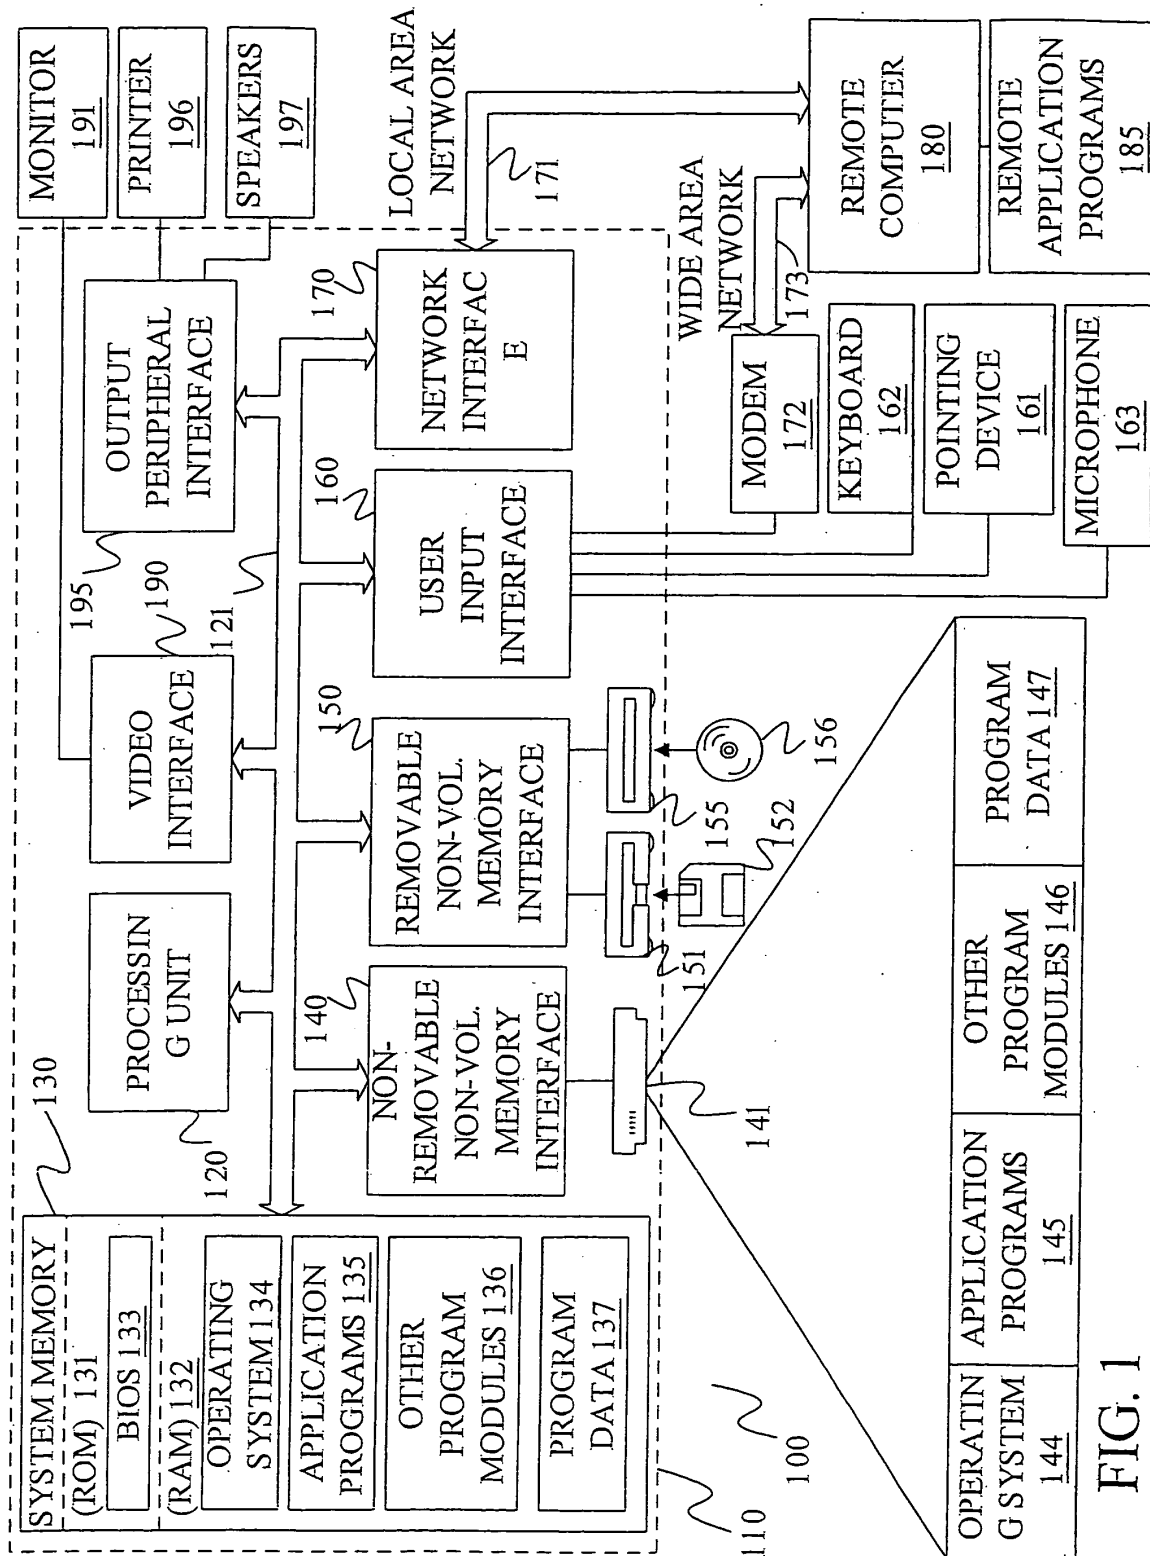 SYSTEM MEMORY
(ROM) 131
BIOS 133
(RAM) 132
OPERATING
SYSTEM 134
APPLICATION
PROGRAMS 135
OTHER
PROGRAM
MODULES 136
PROGRAM
DATA 137
130
PROCESSIN
G UNIT
120
VIDEO
INTERFACE
190
121
OUTPUT
PERIPHERAL
INTERFACE
195
MONITOR
191
PRINTER
196
SPEAKERS
197
NON-
REMOVABLE
NON-VOL.
MEMORY
INTERFACE
140
REMOVABLE
NON-VOL.
MEMORY
INTERFACE
150
USER
INPUT
INTERFACE
160
NETWORK
INTERFAC
E
170
LOCAL AREA
NETWORK
171
WIDE AREA
NETWORK
173
141
151
152
155
156
MODEM
172
KEYBOARD
162
POINTING
DEVICE
161
MICROPHONE
163
REMOTE
COMPUTER
180
REMOTE
APPLICATION
PROGRAMS
185
110
100
OPERATIN
G SYSTEM
144
APPLICATION
PROGRAMS
145
OTHER
PROGRAM
MODULES 146
PROGRAM
DATA 147
FIG. 1